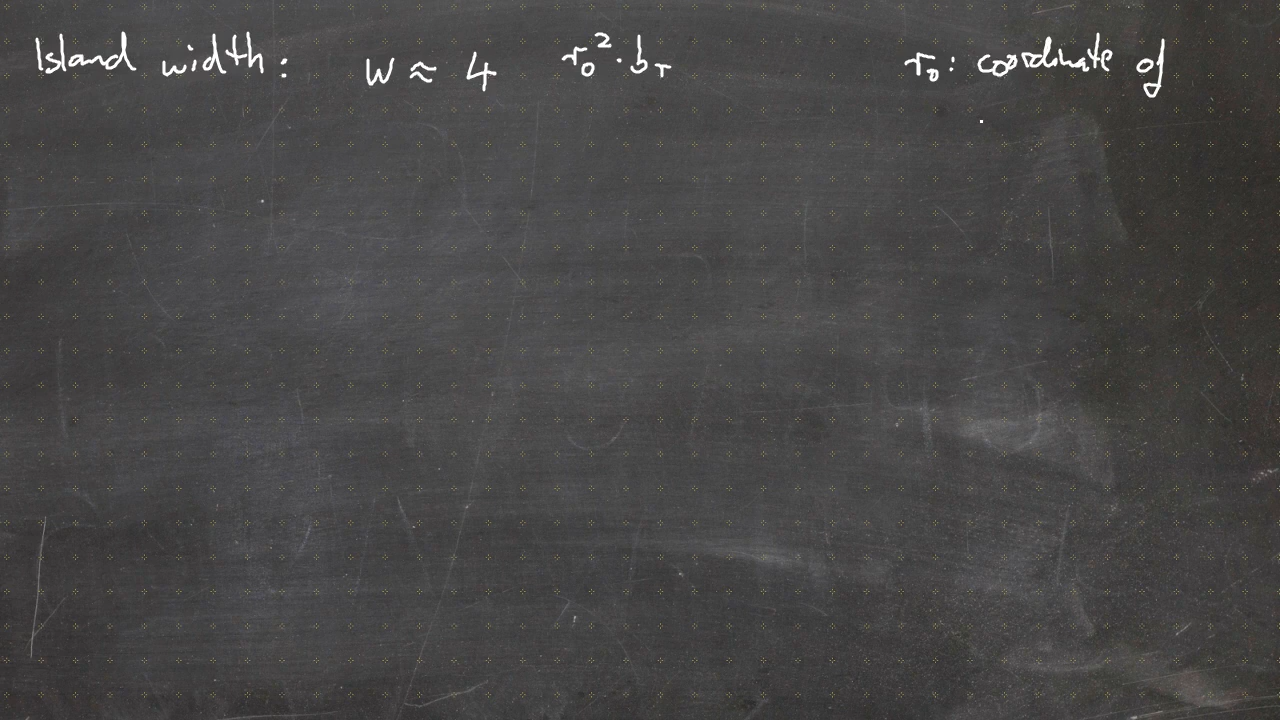 Island width: w ≈ 4 r₀² · b_r r₀: coordinate of